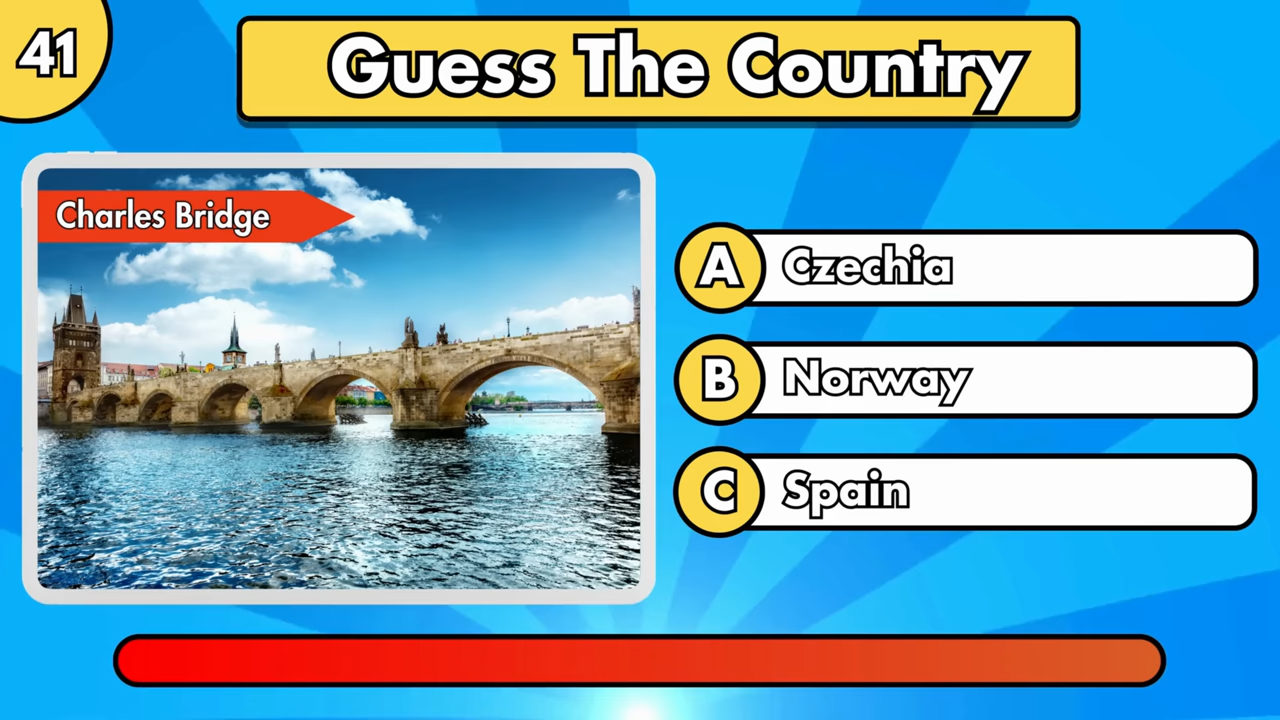 41
Guess The Country
Charles Bridge
A Czechia
B Norway
C Spain